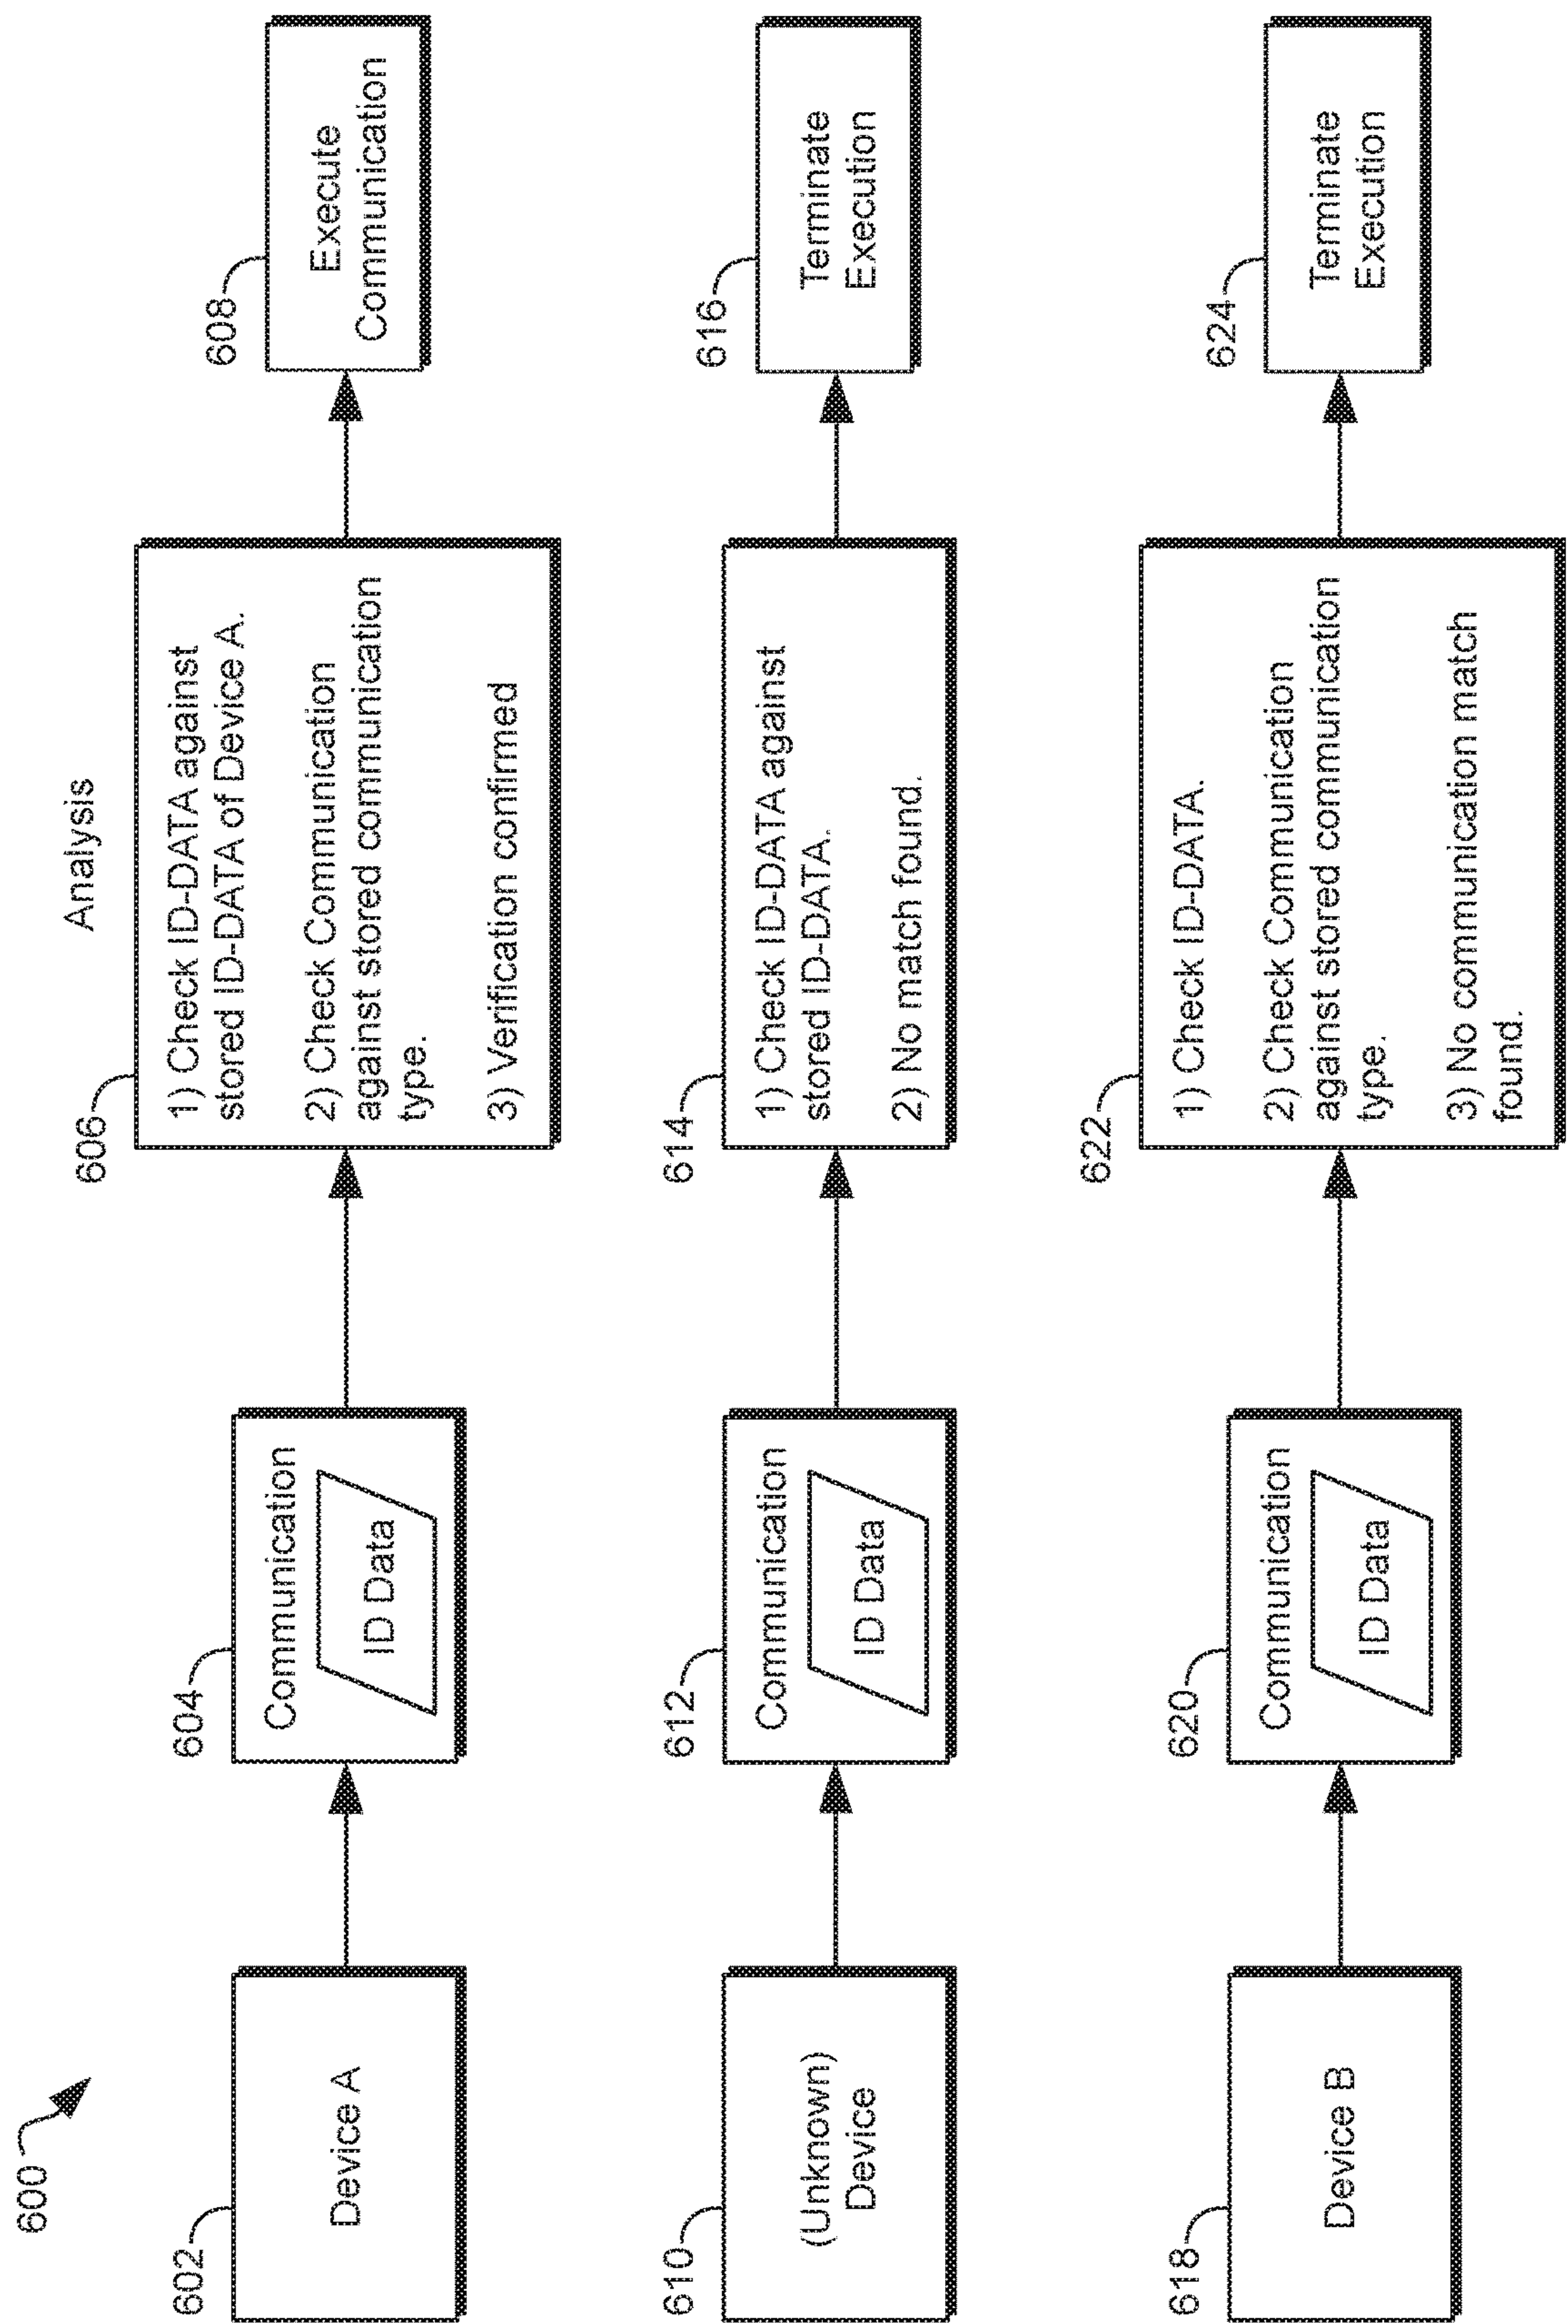 600
Analysis
602
Device A
604
Communication
ID Data
606
1) Check ID-DATA against
stored ID-DATA of Device A.
2) Check Communication
against stored communication
type.
3) Verification confirmed
608
Execute
Communication
610
(Unknown)
Device
612
Communication
ID Data
614
1) Check ID-DATA against
stored ID-DATA.
2) No match found.
616
Terminate
Execution
618
Device B
620
Communication
ID Data
622
1) Check ID-DATA.
2) Check Communication
against stored communication
type.
3) No communication match
found.
624
Terminate
Execution